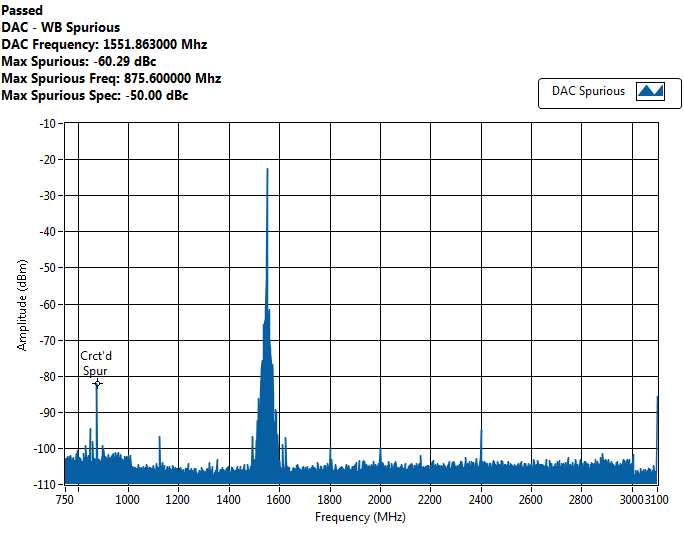 Passed
DAC - WB Spurious
DAC Frequency: 1551.863000 Mhz
Max Spurious: -60.29 dBc
Max Spurious Freq: 875.600000 Mhz
Max Spurious Spec: -50.00 dBc
DAC Spurious
-10
-20
-30
-40
-50
-60
-70
-80
-90
-100
-110
Amplitude (dBm)
Crct'd
Spur
750 1000 1200 1400 1600 1800 2000 2200 2400 2600 2800 3000 3100
Frequency (MHz)